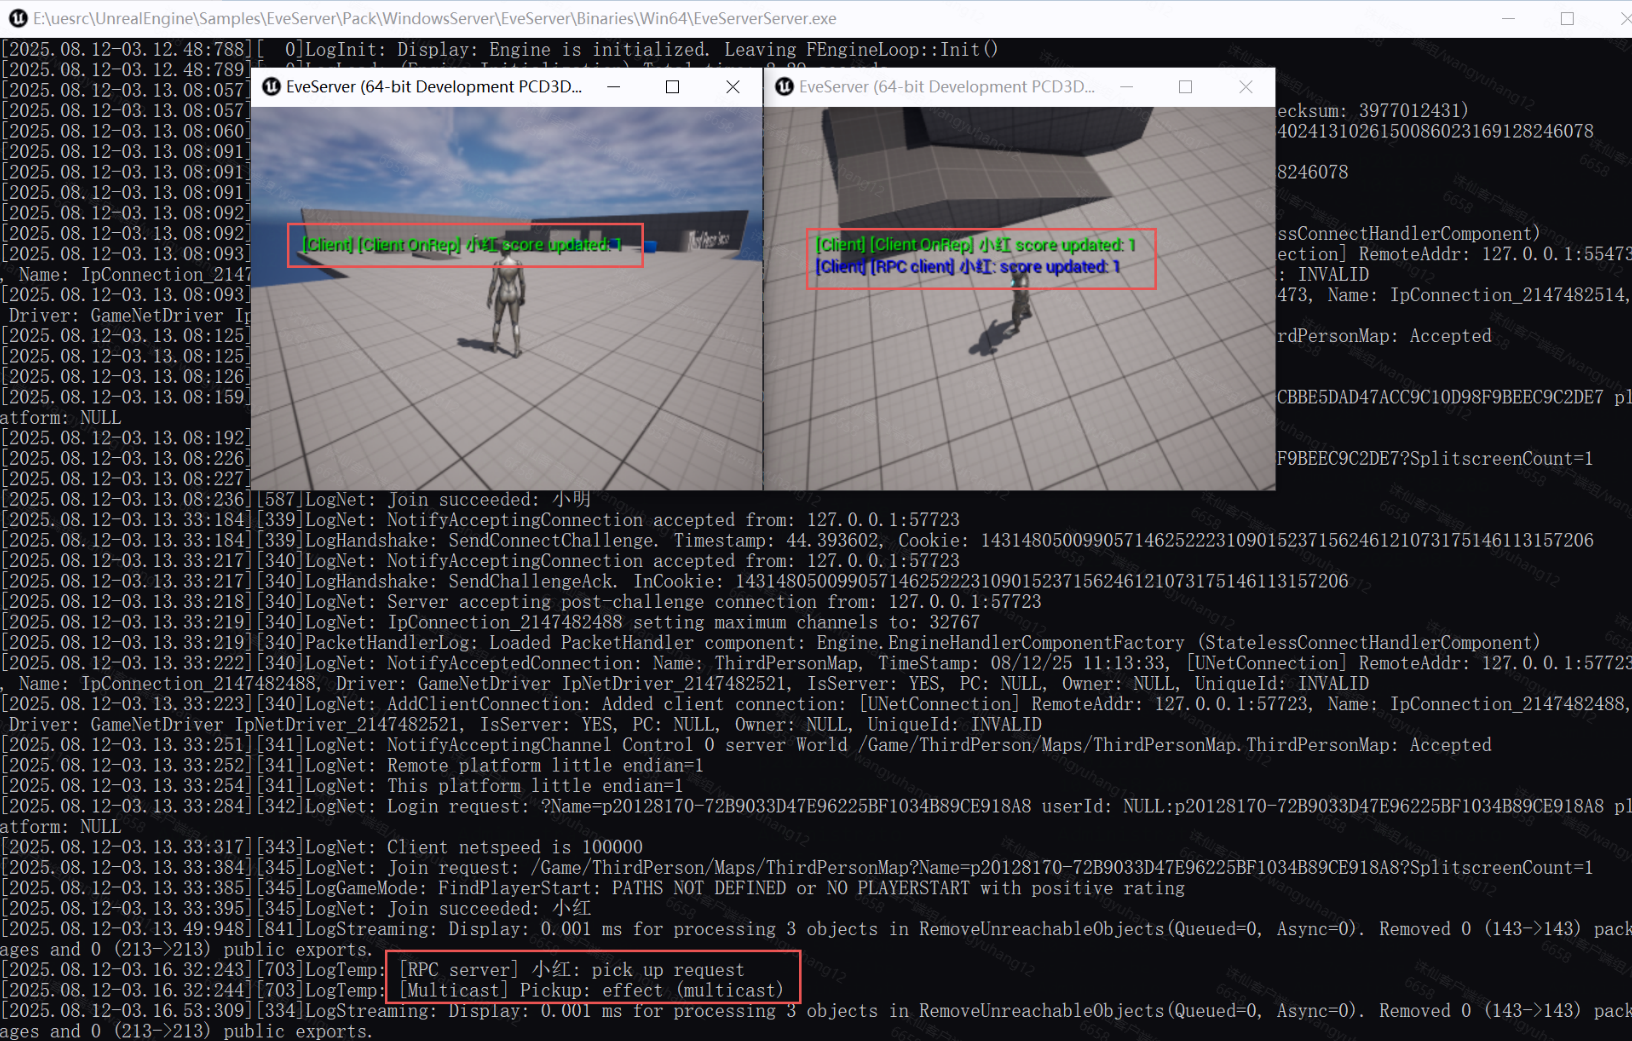 E:\uesrc\UnrealEngine\Samples\EveServer\Pack\WindowsServer\EveServer\Binaries\Win64\EveServerServer.exe
[2025.08.12-03.12.48:788][  0]LogInit: Display: Engine is initialized. Leaving FEngineLoop::Init()
[2025.08.12-03.12.48:789]
EveServer (64-bit Development PCD3D...
EveServer (64-bit Development PCD3D...
[Client] [Client OnRep] 小红 score updated: 1
[Client] [Client OnRep] 小红 score updated: 1
[Client] [RPC client] 小红: score updated: 1
[2025.08.13.08:057]
[2025.08.12-03.13.08:057] ecksum: 3977012431)
[2025.08.12-03.13.08:060] 4024131026150086023169128246078
[2025.08.12-03.13.08:091]
[2025.08.12-03.13.08:091] 8246078
[2025.08.12-03.13.08:091]
[2025.08.12-03.13.08:092]
[2025.08.12-03.13.08:092] ssConnectHandlerComponent)
[2025.08.12-03.13.08:093] ection] RemoteAddr: 127.0.0.1:55473
, Name: IpConnection_2147 : INVALID
[2025.08.12-03.13.08:093] 473, Name: IpConnection_2147482514,
Driver: GameNetDriver Ip
[2025.08.12-03.13.08:125] rdPersonMap: Accepted
[2025.08.12-03.13.08:125]
[2025.08.12-03.13.08:126]
[2025.08.12-03.13.08:159] CBBE5DAD47ACC9C10D98F9BEEC9C2DE7 pl
atform: NULL
[2025.08.12-03.13.08:192]
[2025.08.12-03.13.08:226] F9BEEC9C2DE7?SplitscreenCount=1
[2025.08.12-03.13.08:227]
[2025.08.12-03.13.08:236][587]LogNet: Join succeeded: 小明
[2025.08.12-03.13.33:184][339]LogNet: NotifyAcceptingConnection accepted from: 127.0.0.1:57723
[2025.08.12-03.13.33:184][339]LogHandshake: SendConnectChallenge. Timestamp: 44.393602, Cookie: 143148050099057146252223109015237156246121073175146113157206
[2025.08.12-03.13.33:217][340]LogNet: NotifyAcceptingConnection accepted from: 127.0.0.1:57723
[2025.08.12-03.13.33:217][340]LogHandshake: SendChallengeAck. InCookie: 143148050099057146252223109015237156246121073175146113157206
[2025.08.12-03.13.33:218][340]LogNet: Server accepting post-challenge connection from: 127.0.0.1:57723
[2025.08.12-03.13.33:219][340]LogNet: IpConnection_2147482488 setting maximum channels to: 32767
[2025.08.12-03.13.33:219][340]PacketHandlerLog: Loaded PacketHandler component: Engine.EngineHandlerComponentFactory (StatelessConnectHandlerComponent)
[2025.08.12-03.13.33:222][340]LogNet: NotifyAcceptedConnection: Name: ThirdPersonMap, TimeStamp: 08/12/25 11:13:33, [UNetConnection] RemoteAddr: 127.0.0.1:57723
, Name: IpConnection_2147482488, Driver: GameNetDriver IpNetDriver_2147482521, IsServer: YES, PC: NULL, Owner: NULL, UniqueId: INVALID
[2025.08.12-03.13.33:223][340]LogNet: AddClientConnection: Added client connection: [UNetConnection] RemoteAddr: 127.0.0.1:57723, Name: IpConnection_2147482488,
Driver: GameNetDriver IpNetDriver_2147482521, IsServer: YES, PC: NULL, Owner: NULL, UniqueId: INVALID
[2025.08.12-03.13.33:251][341]LogNet: NotifyAcceptingChannel Control 0 server World /Game/ThirdPerson/Maps/ThirdPersonMap.ThirdPersonMap: Accepted
[2025.08.12-03.13.33:252][341]LogNet: Remote platform little endian=1
[2025.08.12-03.13.33:254][341]LogNet: This platform little endian=1
[2025.08.12-03.13.33:284][342]LogNet: Login request: ?Name=p20128170-72B9033D47E96225BF1034B89CE918A8 userId: NULL:p20128170-72B9033D47E96225BF1034B89CE918A8 pl
atform: NULL
[2025.08.12-03.13.33:317][343]LogNet: Client netspeed is 100000
[2025.08.12-03.13.33:384][345]LogNet: Join request: /Game/ThirdPerson/Maps/ThirdPersonMap?Name=p20128170-72B9033D47E96225BF1034B89CE918A8?SplitscreenCount=1
[2025.08.12-03.13.33:385][345]LogGameMode: FindPlayerStart: PATHS NOT DEFINED or NO PLAYERSTART with positive rating
[2025.08.12-03.13.33:395][345]LogNet: Join succeeded: 小红
[2025.08.12-03.13.49:948][841]LogStreaming: Display: 0.001 ms for processing 3 objects in RemoveUnreachableObjects(Queued=0, Async=0). Removed 0 (143->143) pack
ages and 0 (213->213) public exports.
[2025.08.12-03.16.32:243][703]LogTemp: [RPC server] 小红: pick up request
[2025.08.12-03.16.32:244][703]LogTemp: [Multicast] Pickup: effect (multicast)
[2025.08.12-03.16.53:309][334]LogStreaming: Display: 0.001 ms for processing 3 objects in RemoveUnreachableObjects(Queued=0, Async=0). Removed 0 (143->143) pack
ages and 0 (213->213) public exports.